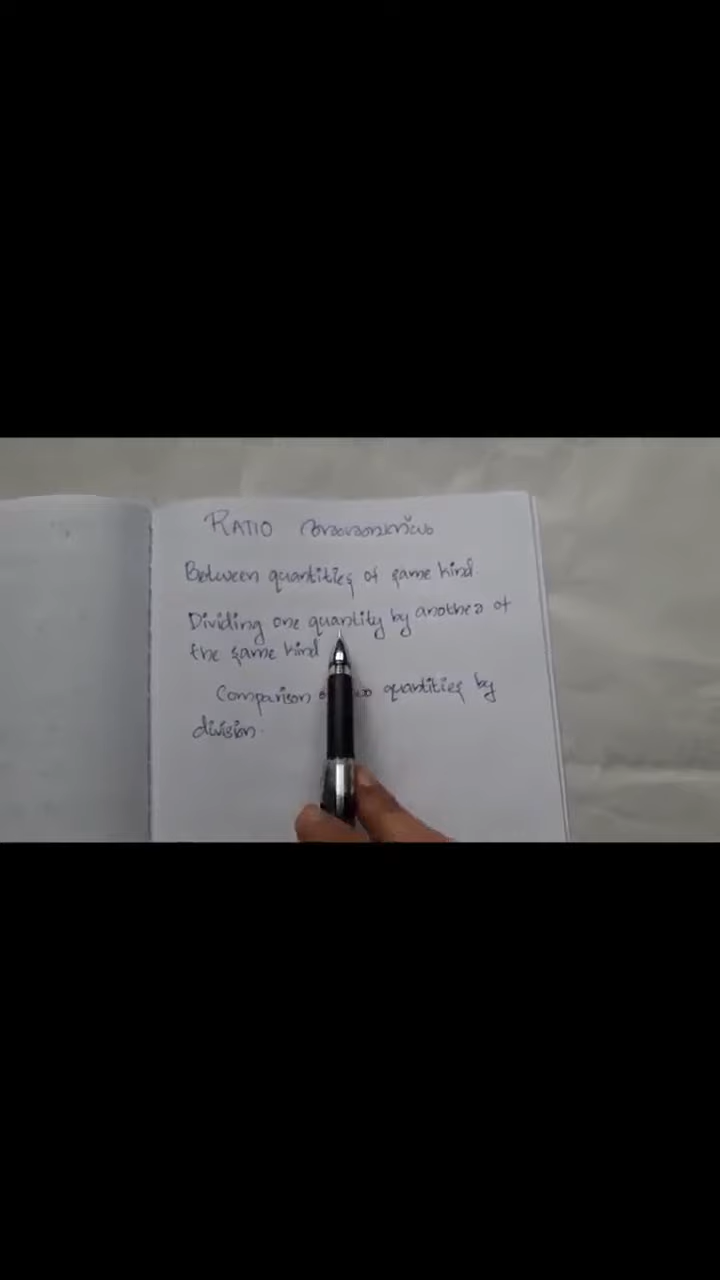 RATIO
Between quantities of same kind
Dividing one quantity by another of
the same kind
Comparison quantities by
division.